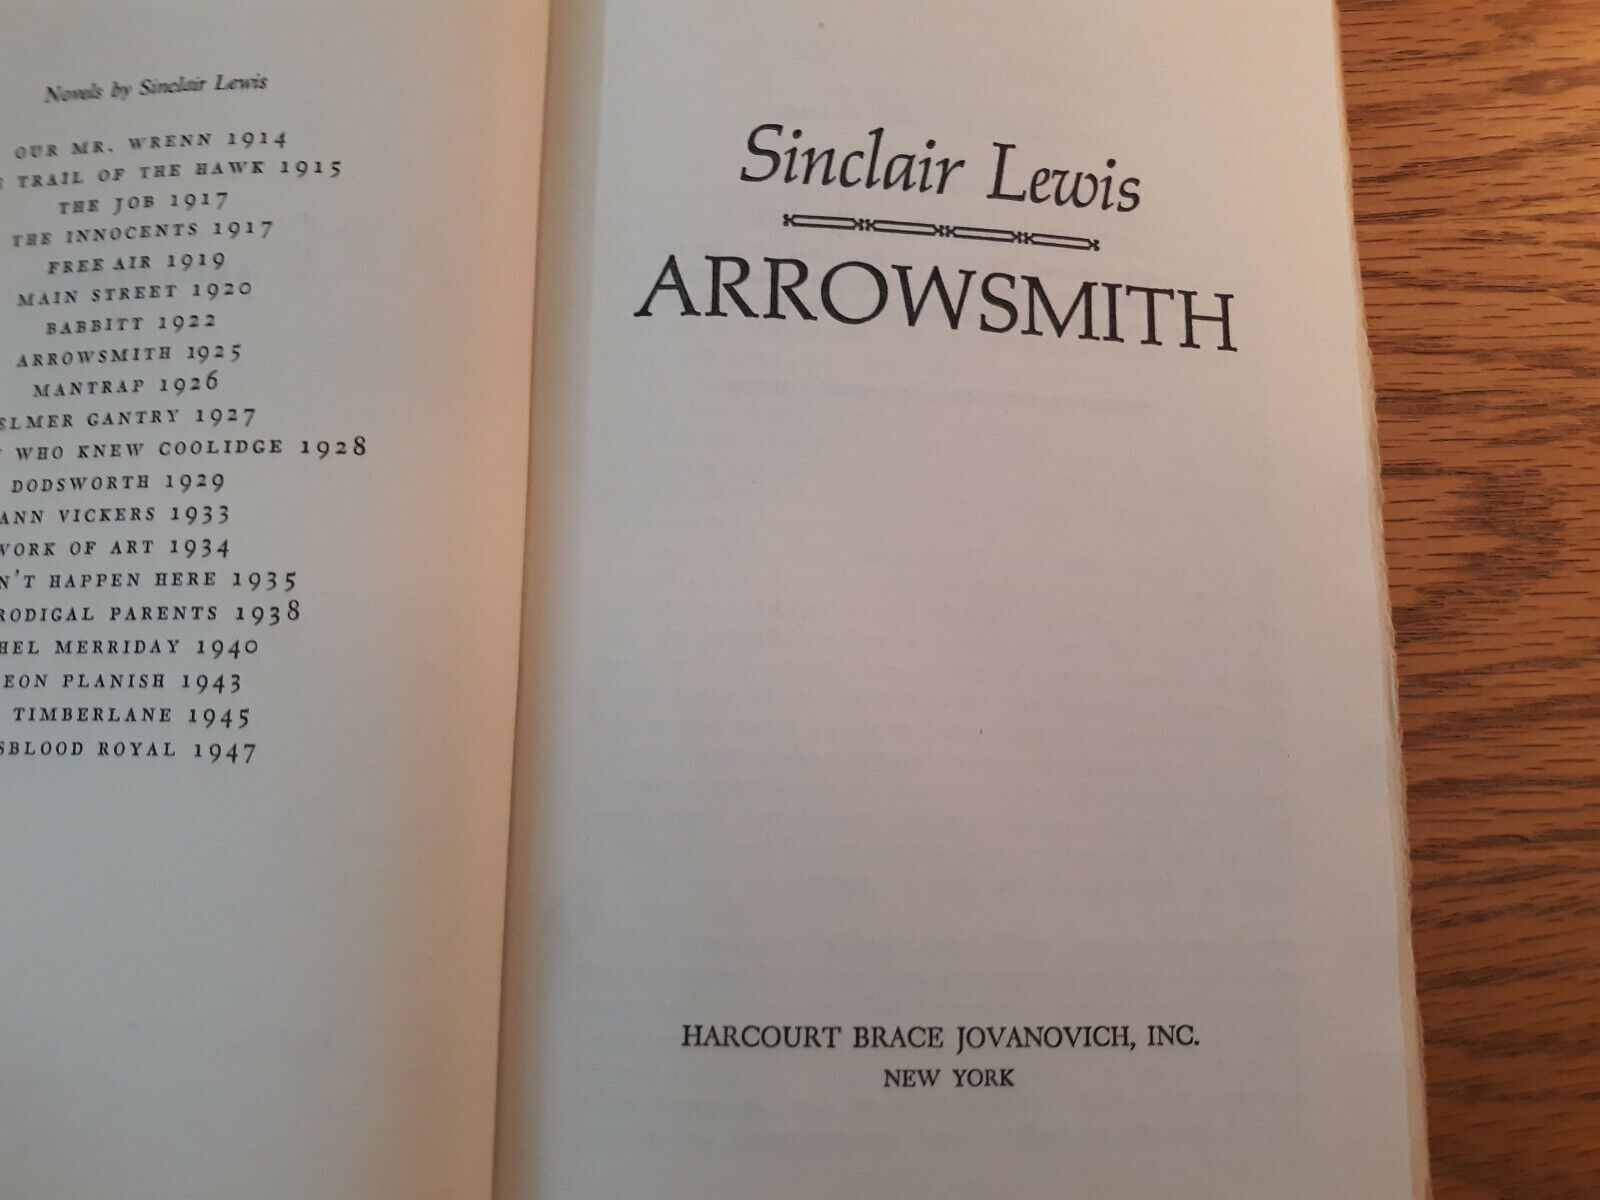 Novels by Sinclair Lewis
OUR MR. WRENN 1914
TRAIL OF THE HAWK 1915
THE JOB 1917
THE INNOCENTS 1917
FREE AIR 1919
MAIN STREET 1920
BABBITT 1922
ARROWSMITH 1925
MANTRAP 1926
ELMER GANTRY 1927
WHO KNEW COOLIDGE 1928
DODSWORTH 1929
ANN VICKERS 1933
WORK OF ART 1934
N'T HAPPEN HERE 1935
RODIGAL PARENTS 1938
HEL MERRIDAY 1940
EON PLANISH 1943
TIMBERLANE 1945
SBLOOD ROYAL 1947
Sinclair Lewis
ARROWSMITH
HARCOURT BRACE JOVANOVICH, INC.
NEW YORK